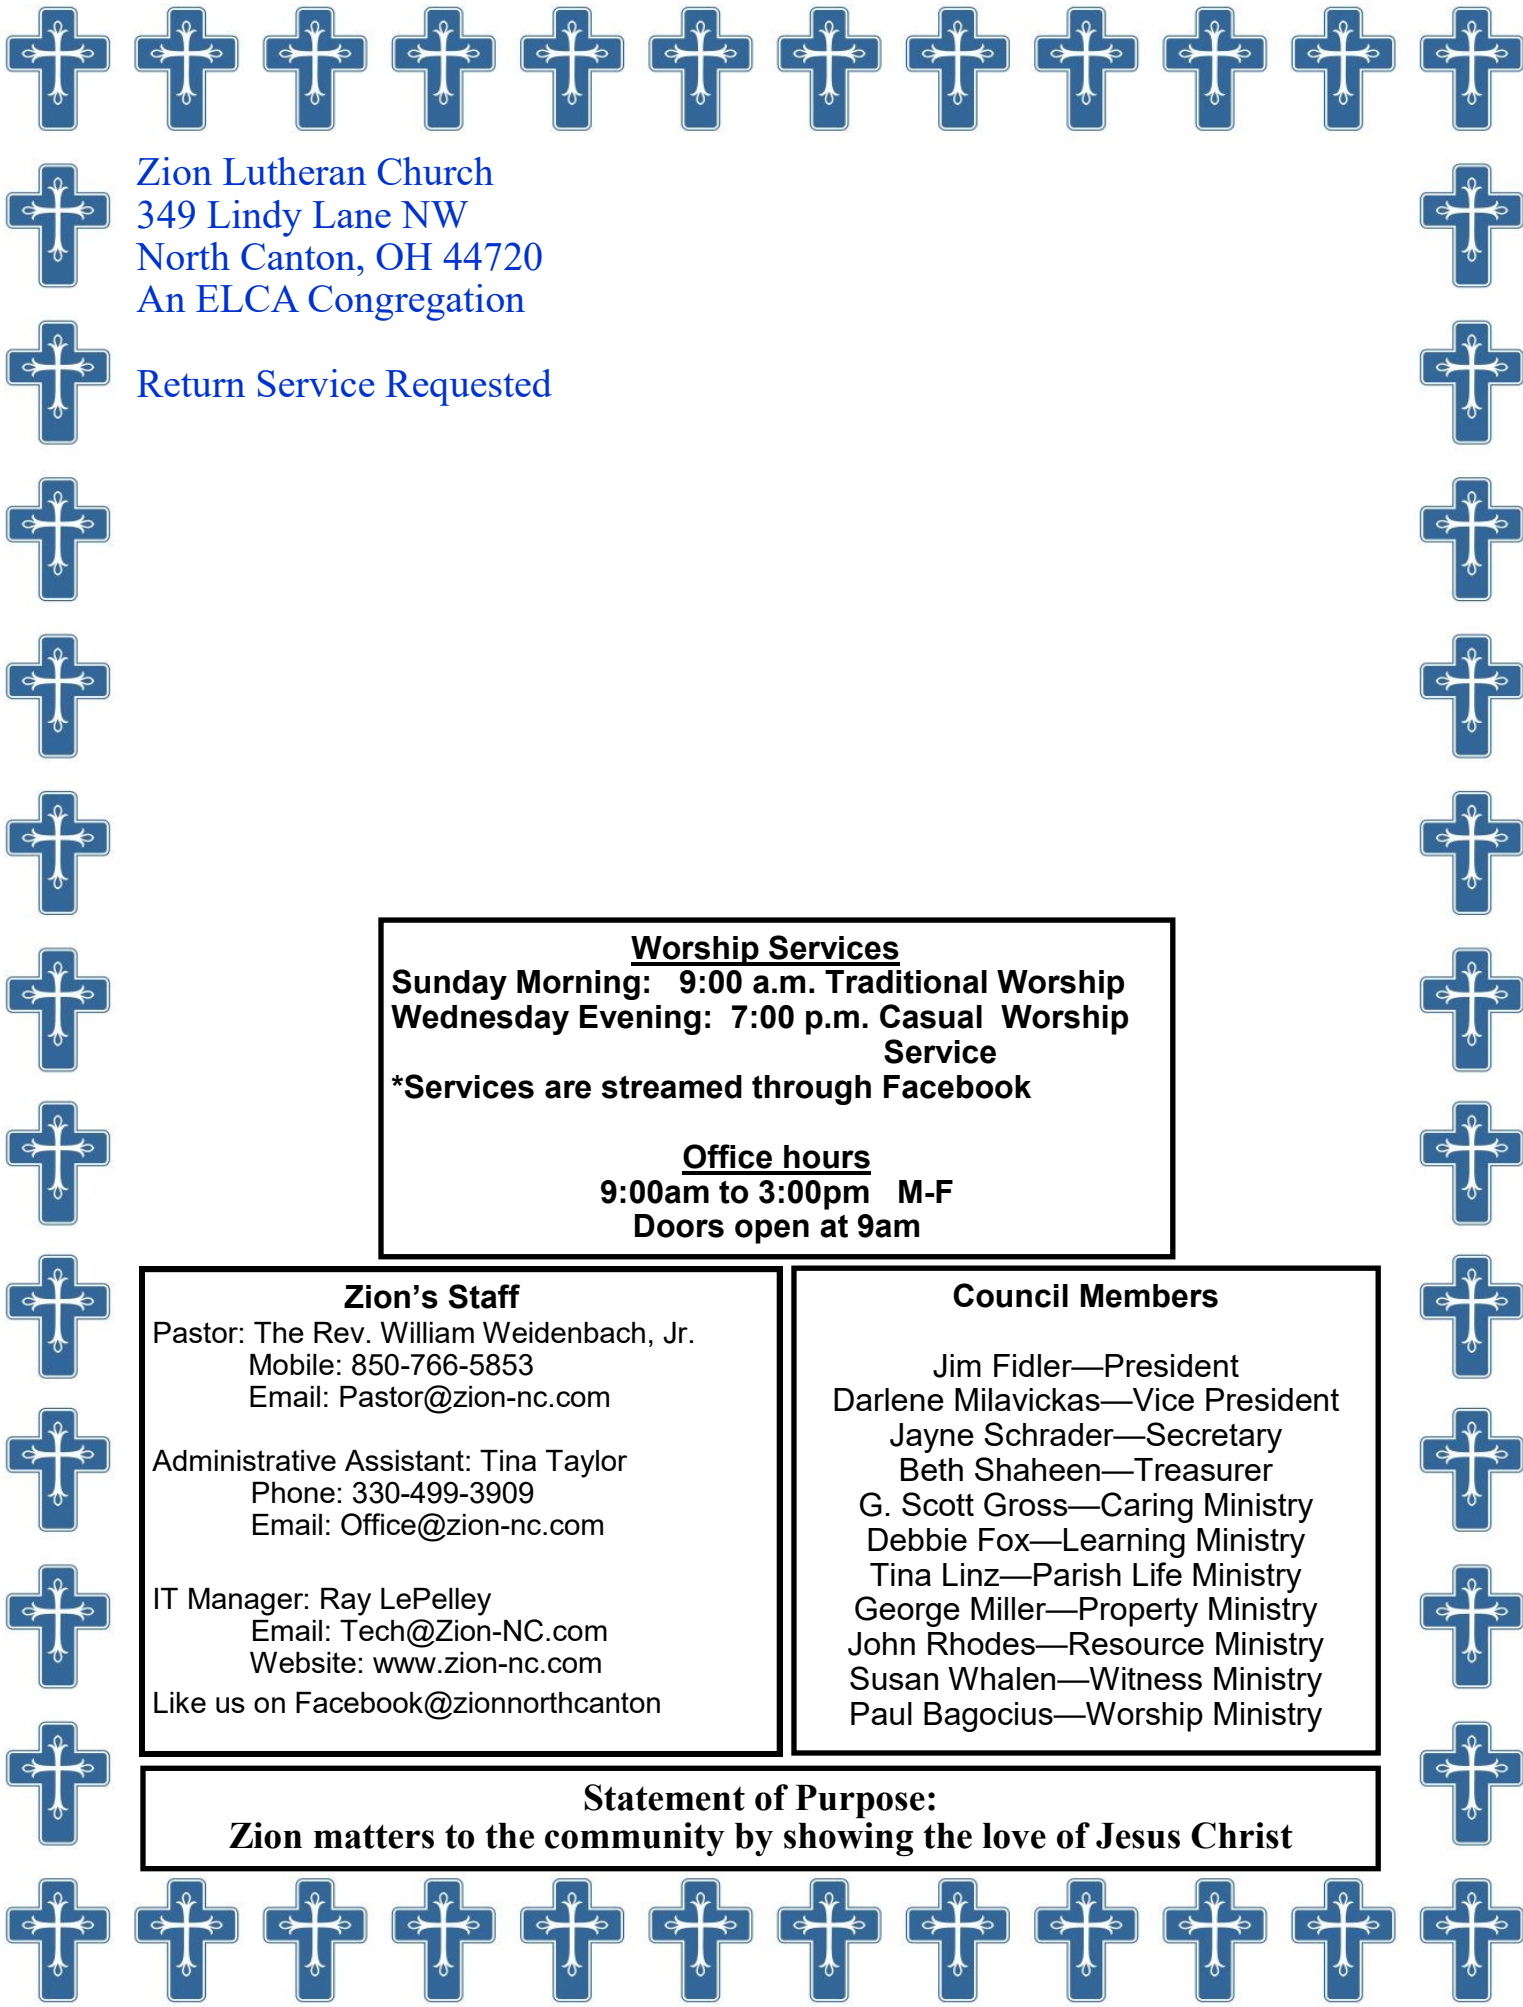 Zion Lutheran Church
349 Lindy Lane NW
North Canton, OH 44720
An ELCA Congregation
Return Service Requested
Worship Services
Sunday Morning: 9:00 a.m. Traditional Worship
Wednesday Evening: 7:00 p.m. Casual Worship
Service
*Services are streamed through Facebook
Office hours
9:00am to 3:00pm M-F
Doors open at 9am
Zion's Staff
Pastor: The Rev. William Weidenbach, Jr.
Mobile: 850-766-5853
Email: Pastor@zion-nc.com
Administrative Assistant: Tina Taylor
Phone: 330-499-3909
Email: Office@zion-nc.com
IT Manager: Ray LePelley
Email: Tech@Zion-NC.com
Website: www.zion-nc.com
Like us on Facebook@zionnorthcanton
Council Members
Jim Fidler—President
Darlene Milavickas—Vice President
Jayne Schrader—Secretary
Beth Shaheen—Treasurer
G. Scott Gross—Caring Ministry
Debbie Fox—Learning Ministry
Tina Linz—Parish Life Ministry
George Miller—Property Ministry
John Rhodes—Resource Ministry
Susan Whalen—Witness Ministry
Paul Bagocius—Worship Ministry
Statement of Purpose:
Zion matters to the community by showing the love of Jesus Christ